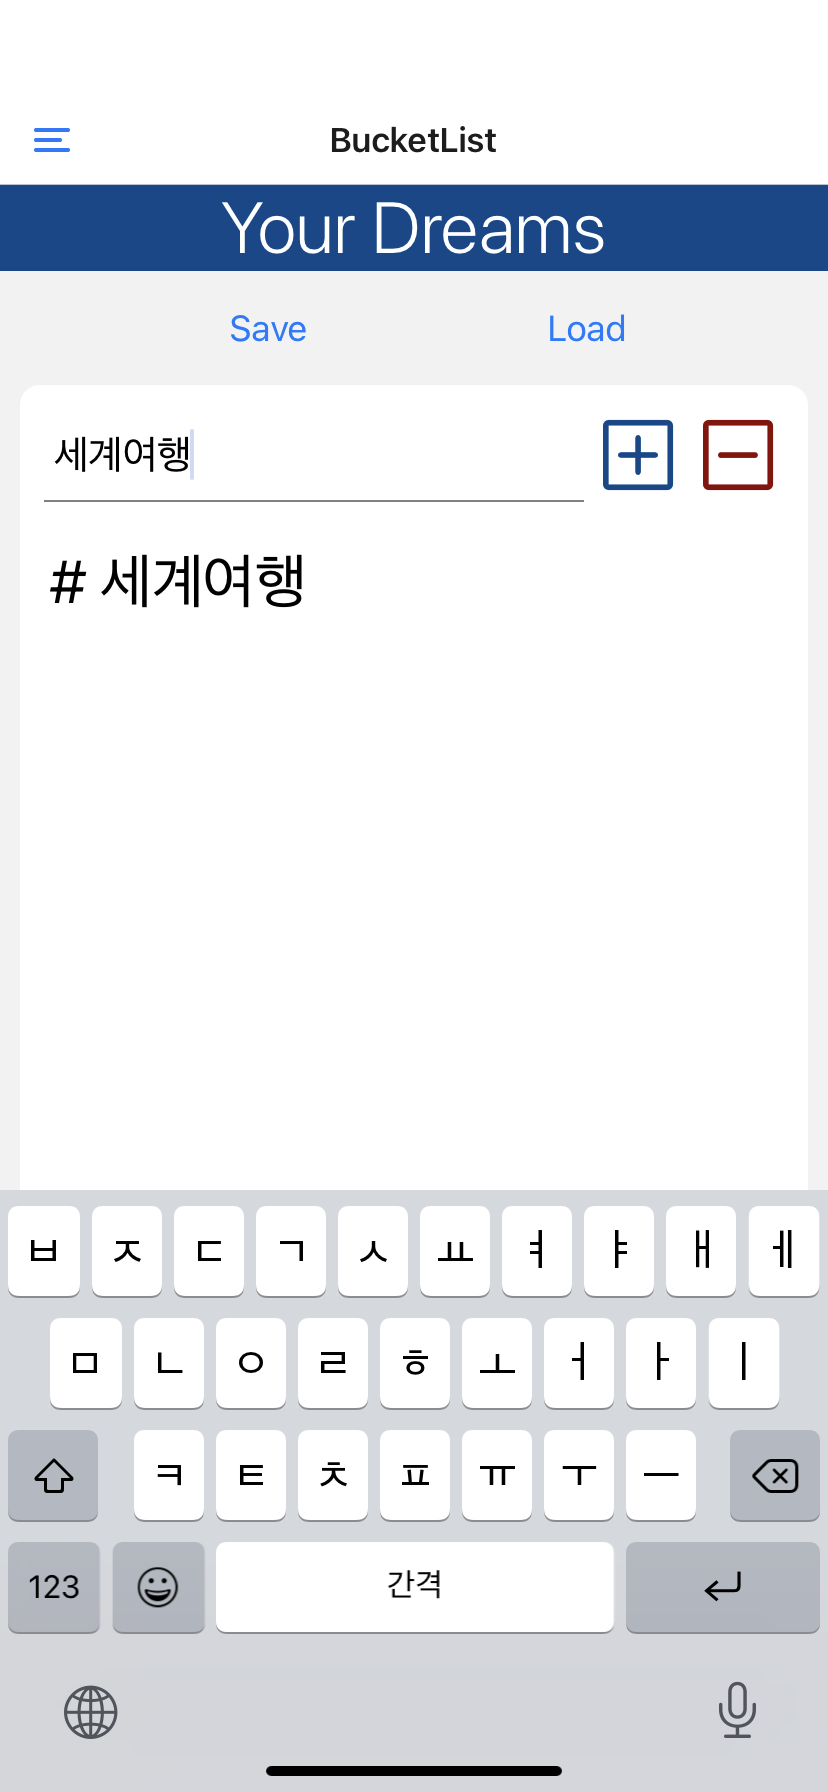 BucketList
Your Dreams
Save Load
세계여행
# 세계여행
ㅂ ㅈ ㄷ ㄱ ㅅ ㅛ ㅕ ㅑ ㅐ ㅔ
ㅁ ㄴ ㅇ ㄹ ㅎ ㅗ ㅓ ㅏ ㅣ
ㅋ ㅌ ㅊ ㅍ ㅠ ㅜ ㅡ
123 간격